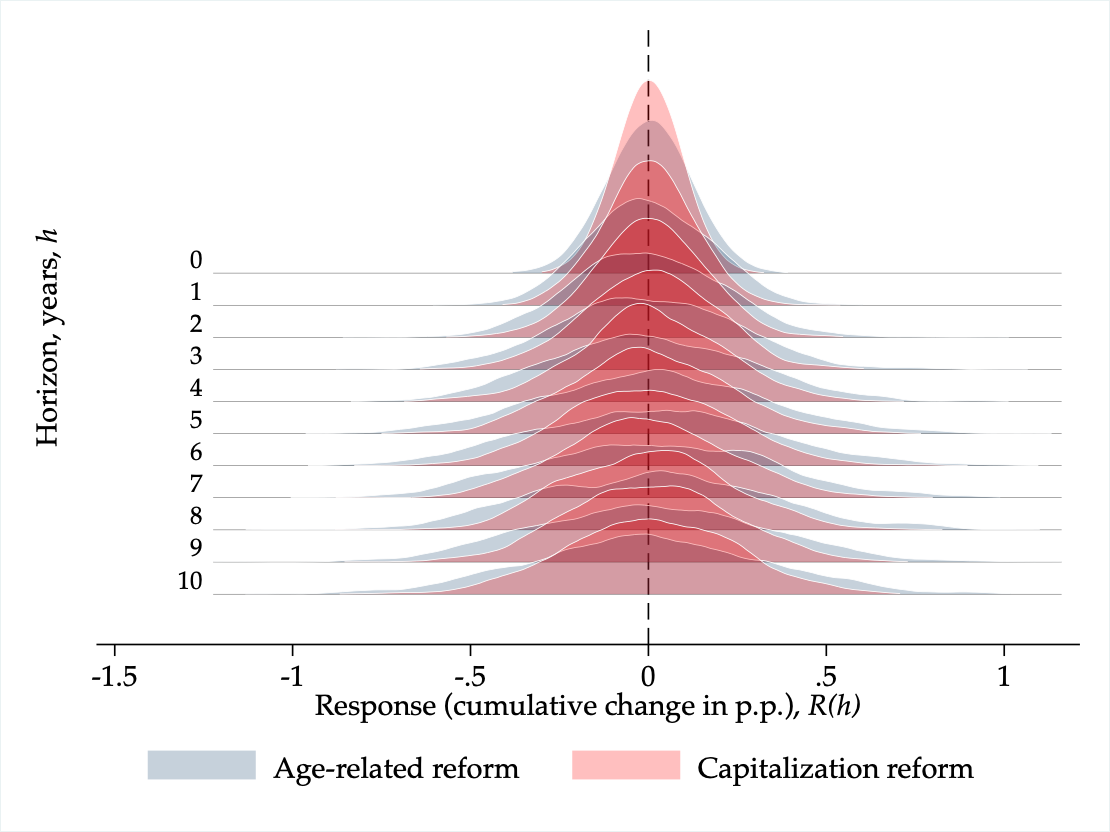 Horizon, years, h
0
1
2
3
4
5
6
7
8
9
10
-1.5 -1 -.5 0 .5 1
Response (cumulative change in p.p.), R(h)
Age-related reform Capitalization reform